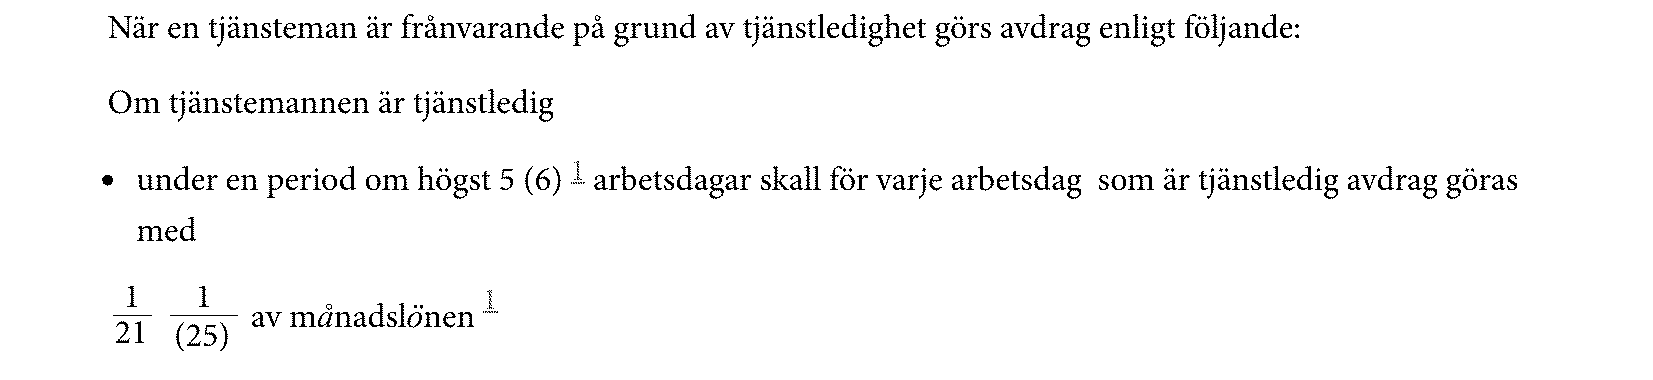 När en tjänsteman är frånvarande på grund av tjänstledighet görs avdrag enligt följande:
Om tjänstemannen är tjänstledig
• under en period om högst 5 (6) 1 arbetsdagar skall för varje arbetsdag  som är tjänstledig avdrag göras
med
1/21 1/(25) av månadslönen 1